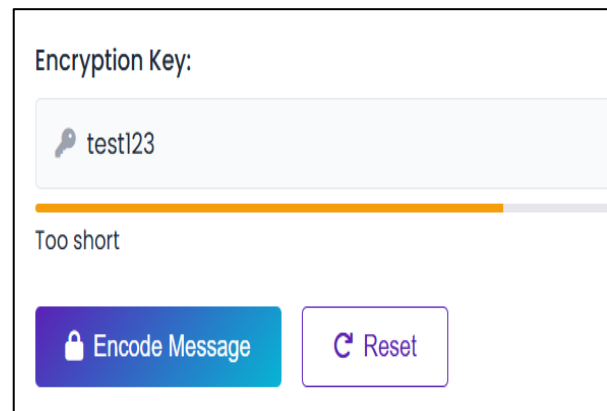 Encryption Key:
test123
Too short
Encode Message
Reset